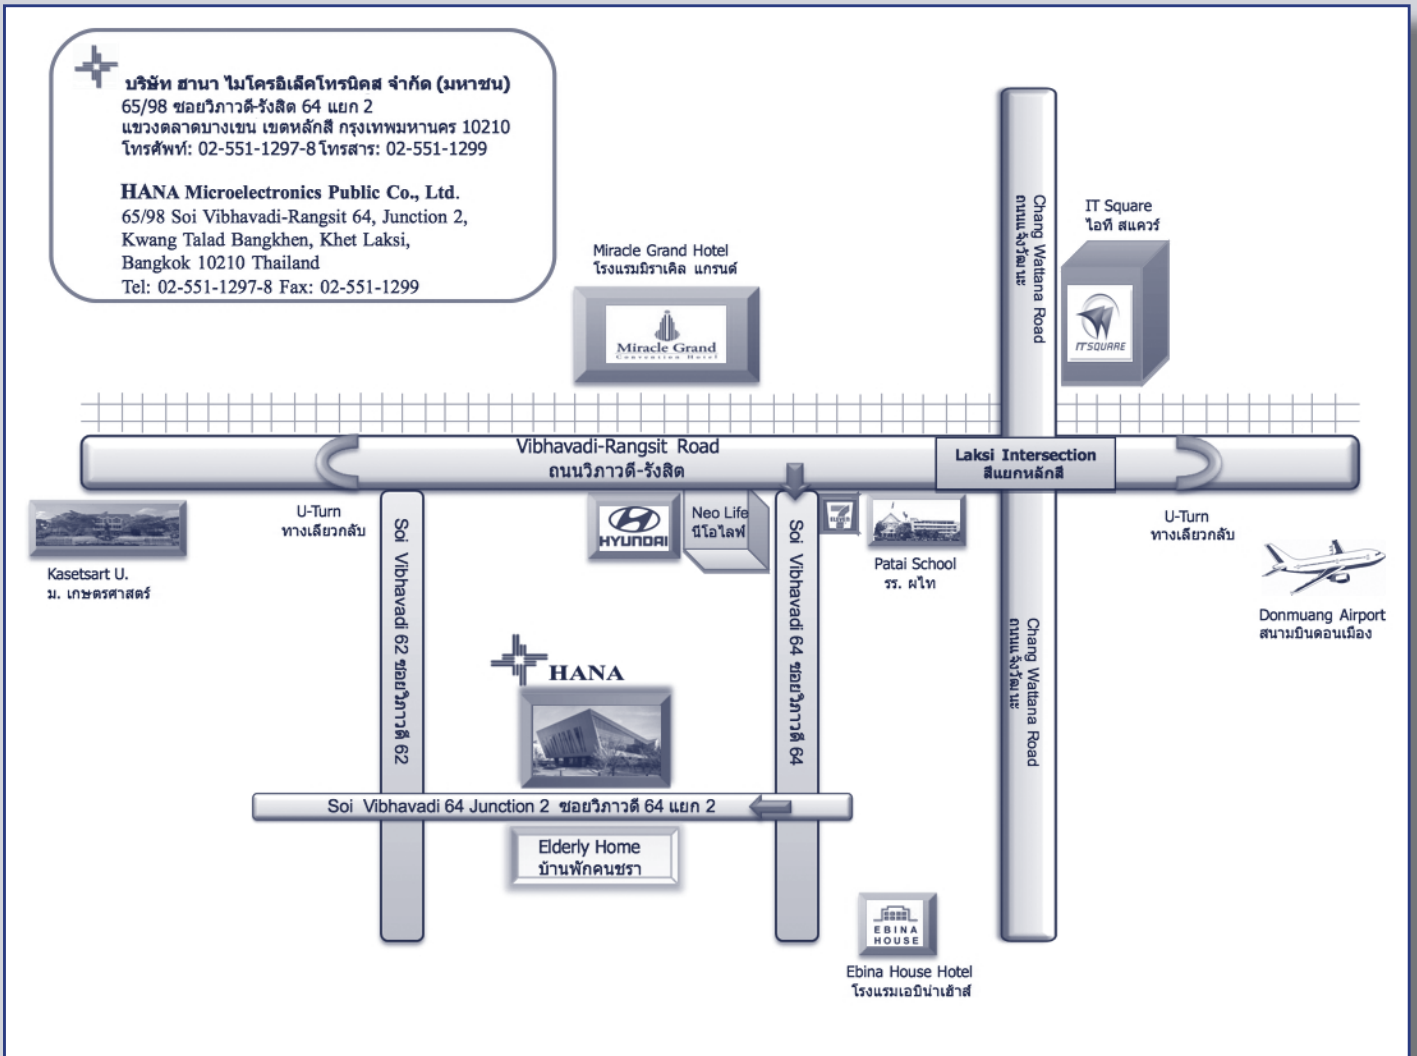 บริษัท ฮานา ไมโครอิเล็คโทรนิคส จำกัด (มหาชน)
65/98 ซอยวิภาวดี-รังสิต 64 แยก 2
แขวงตลาดบางเขน เขตหลักสี่ กรุงเทพมหานคร 10210
โทรศัพท์: 02-551-1297-8 โทรสาร: 02-551-1299
HANA Microelectronics Public Co., Ltd.
65/98 Soi Vibhavadi-Rangsit 64, Junction 2,
Kwang Talad Bangkhen, Khet Laksi,
Bangkok 10210 Thailand
Tel: 02-551-1297-8 Fax: 02-551-1299
Miracle Grand Hotel
โรงแรมมิราเคิล แกรนด์
Miracle Grand
Convention Hotel
Chang Wattana Road
ถนนแจ้งวัฒนะ
IT Square
ไอที สแควร์
IT SQUARE
Vibhavadi-Rangsit Road
ถนนวิภาวดี-รังสิต
Laksi Intersection
สี่แยกหลักสี่
Kasetsart U.
ม. เกษตรศาสตร์
U-Turn
ทางเลี้ยวกลับ
Soi Vibhavadi 62 ซอยวิภาวดี 62
HYUNDAI
Neo Life
นีโอไลฟ์
Soi Vibhavadi 64 ซอยวิภาวดี 64
7
ELEVEN
Patai School
รร. ผไท
Chang Wattana Road
ถนนแจ้งวัฒนะ
U-Turn
ทางเลี้ยวกลับ
Donmuang Airport
สนามบินดอนเมือง
HANA
Soi Vibhavadi 64 Junction 2 ซอยวิภาวดี 64 แยก 2
Elderly Home
บ้านพักคนชรา
EBINA
HOUSE
Ebina House Hotel
โรงแรมเอบิน่าเฮ้าส์